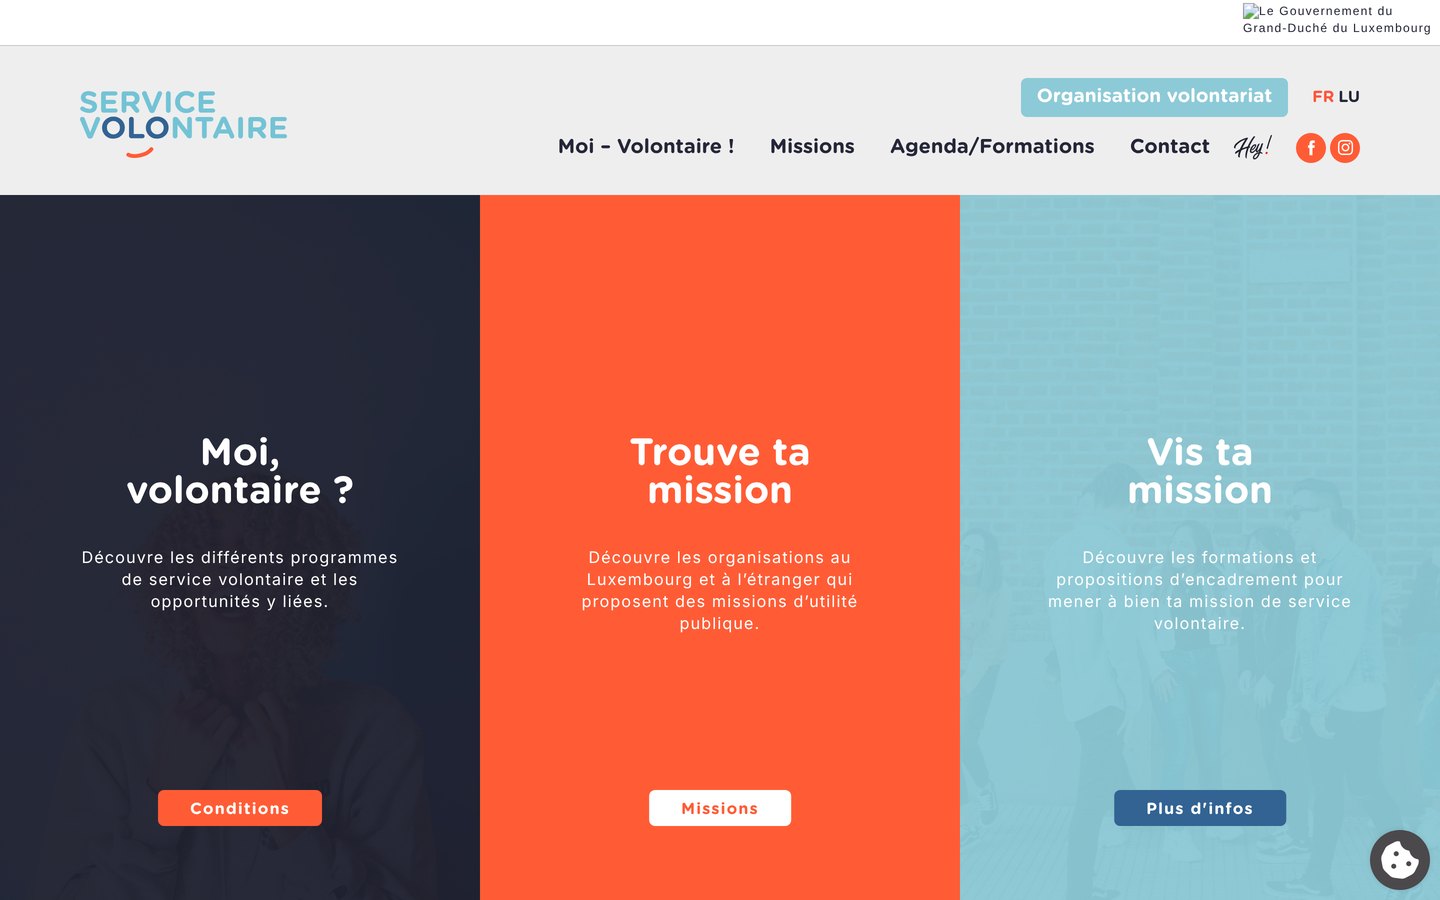 Le Gouvernement du
Grand-Duché du Luxembourg
SERVICE
VOLONTAIRE
Organisation volontariat
FR LU
Moi – Volontaire !
Missions
Agenda/Formations
Contact
Hey!
Moi,
volontaire ?
Découvre les différents programmes
de service volontaire et les
opportunités y liées.
Conditions
Trouve ta
mission
Découvre les organisations au
Luxembourg et à l’étranger qui
proposent des missions d’utilité
publique.
Missions
Vis ta
mission
Découvre les formations et
propositions d’encadrement pour
mener à bien ta mission de service
volontaire.
Plus d'infos